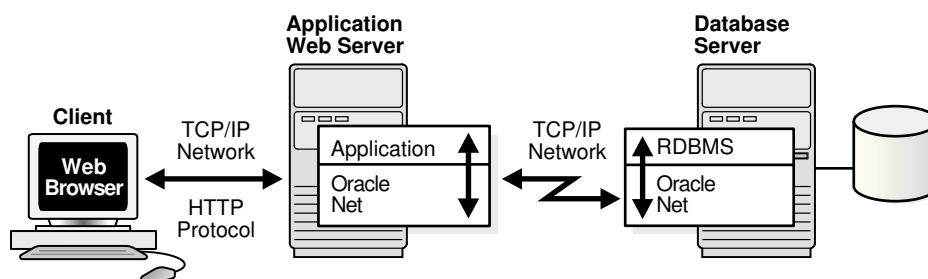 Application
Web Server
Database
Server
Client
Web
Browser
TCP/IP
Network
HTTP
Protocol
Application
Oracle
Net
TCP/IP
Network
RDBMS
Oracle
Net